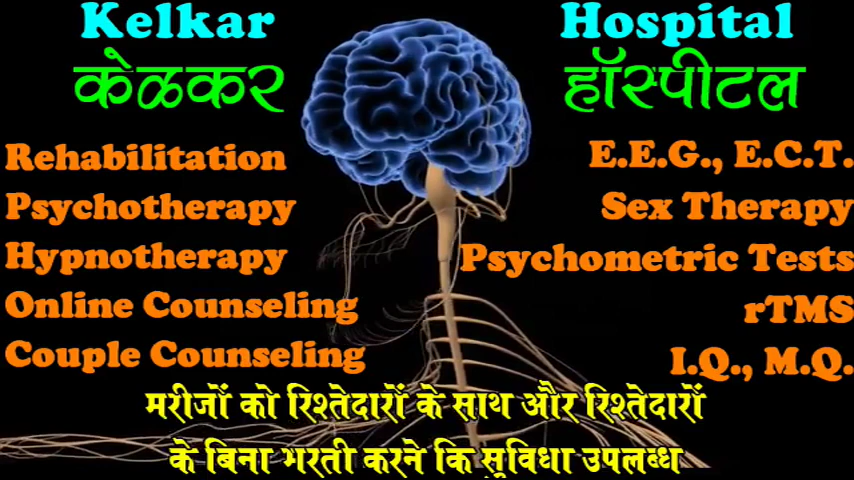 Kelkar Hospital
केळकर हॉस्पीटल
Rehabilitation
Psychotherapy
Hypnotherapy
Online Counseling
Couple Counseling
E.E.G., E.C.T.
Sex Therapy
Psychometric Tests
rTMS
I.Q., M.Q.
मरीजों को रिश्तेदारों के साथ और रिश्तेदारों
के बिना भरती करने कि सुविधा उपलब्ध